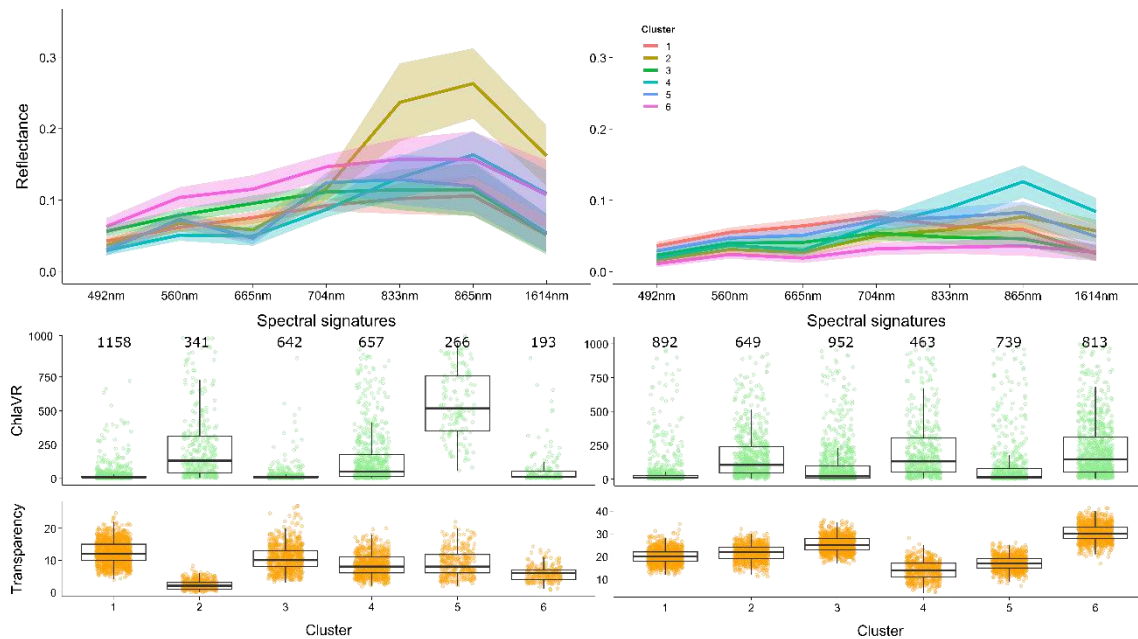 Reflectance
0.3
0.2
0.1
0.0
492nm 560nm 665nm 704nm 833nm 865nm 1614nm
Spectral signatures
Cluster
1
2
3
4
5
6
0.3
0.2
0.1
0.0
492nm 560nm 665nm 704nm 833nm 865nm 1614nm
Spectral signatures
ChlaVR
1000
750
500
250
0
1158 341 642 657 266 193
1000
750
500
250
0
892 649 952 463 739 813
Transparency
20
10
0
1 2 3 4 5 6
Cluster
40
30
20
10
1 2 3 4 5 6
Cluster